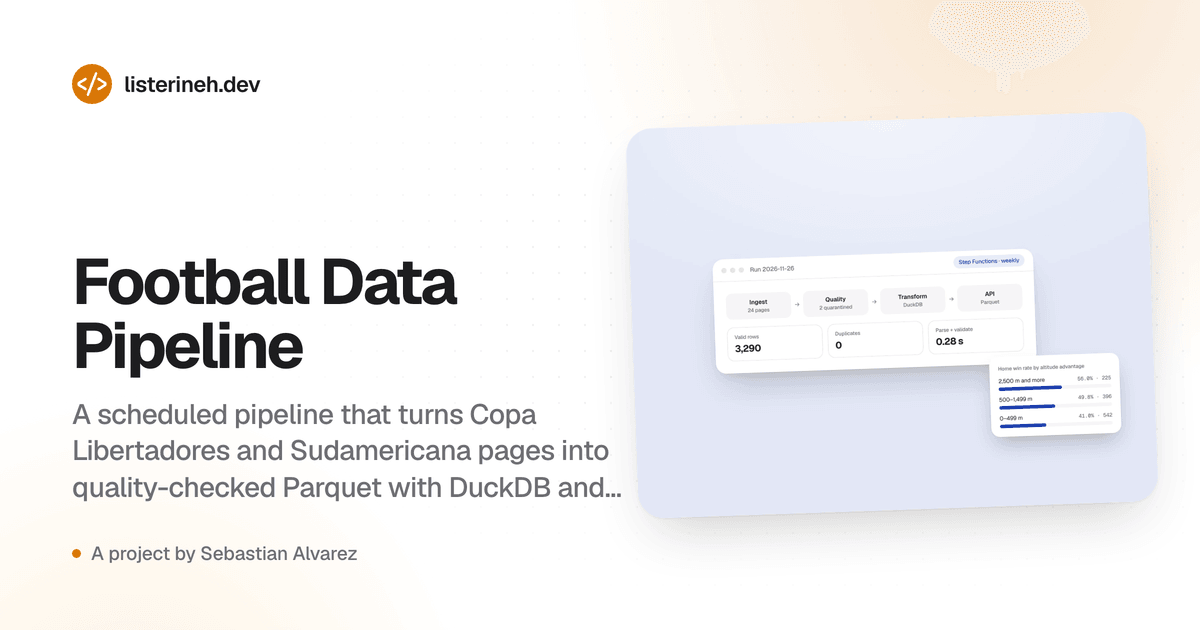 listerineh.dev
Football Data
Pipeline
A scheduled pipeline that turns Copa
Libertadores and Sudamericana pages into
quality-checked Parquet with DuckDB and...
A project by Sebastian Alvarez
Run 2026-11-26
Step Functions · weekly
Ingest
24 pages
→
Quality
2 quarantined
→
Transform
DuckDB
→
API
Parquet
Valid rows
3,290
Duplicates
0
Parse + validate
0.28 s
Home win rate by altitude advantage
2,500 m and more
56.0% · 225
500–1,499 m
49.8% · 396
0–499 m
41.8% · 542